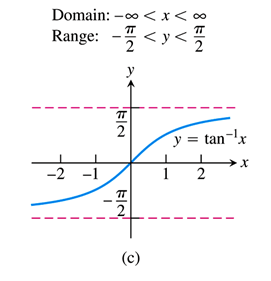 Domain: −∞ < x < ∞
Range: −π/2 < y < π/2
y
π/2
y = tan⁻¹x
x
−2 −1 1 2
−π/2
(c)